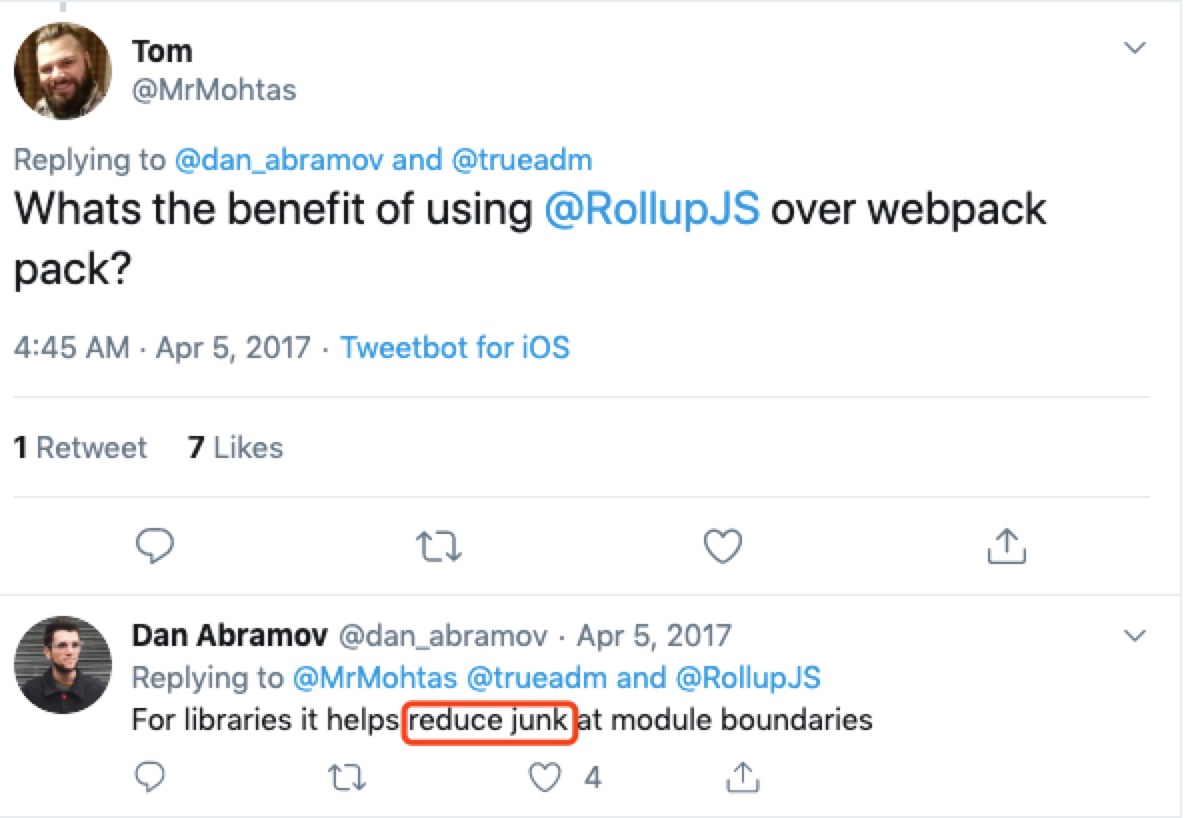 Tom
@MrMohtas
Replying to @dan_abramov and @trueadm
Whats the benefit of using @RollupJS over webpack
pack?
4:45 AM · Apr 5, 2017 · Tweetbot for iOS
1 Retweet 7 Likes
Dan Abramov @dan_abramov · Apr 5, 2017
Replying to @MrMohtas @trueadm and @RollupJS
For libraries it helps reduce junk at module boundaries
4